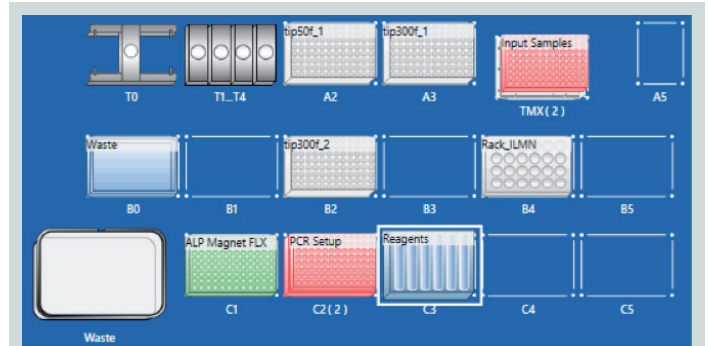 tip50f_1
tip300f_1
Input Samples
T0
T1...T4
A2
A3
TMX( 2 )
A5
Waste
tip300f_2
Rack_ILMN
B0
B1
B2
B3
B4
B5
ALP Magnet FLX
PCR Setup
Reagents
C1
C2( 2 )
C3
C4
C5
Waste